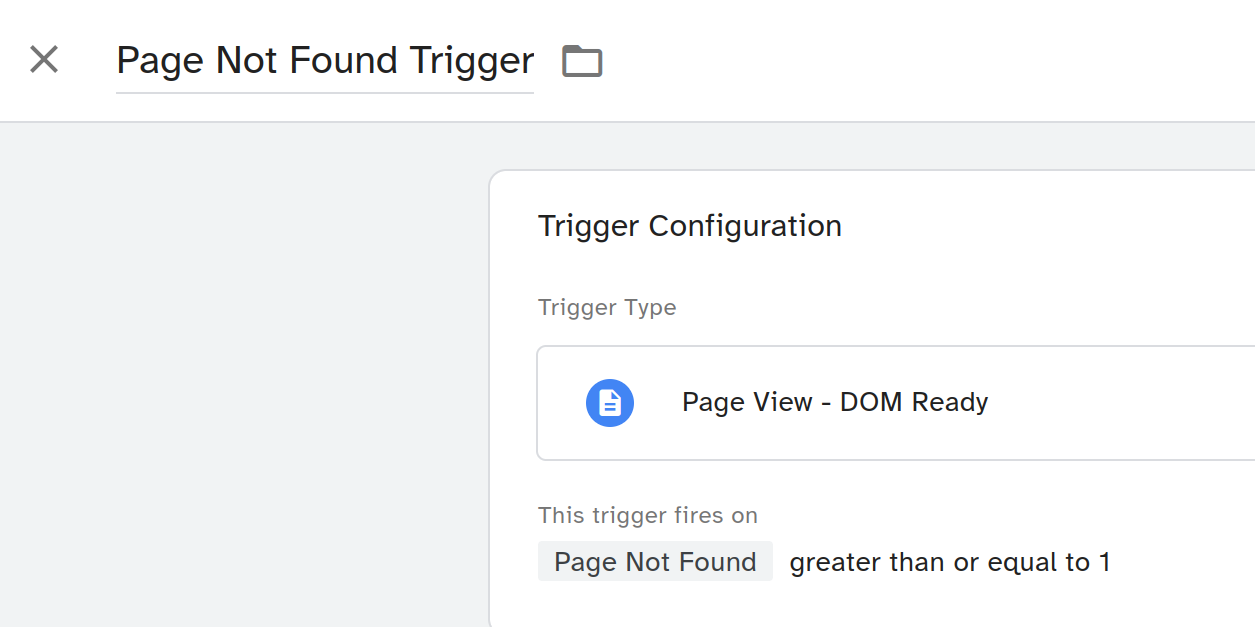 Page Not Found Trigger
Trigger Configuration
Trigger Type
Page View - DOM Ready
This trigger fires on
Page Not Found greater than or equal to 1